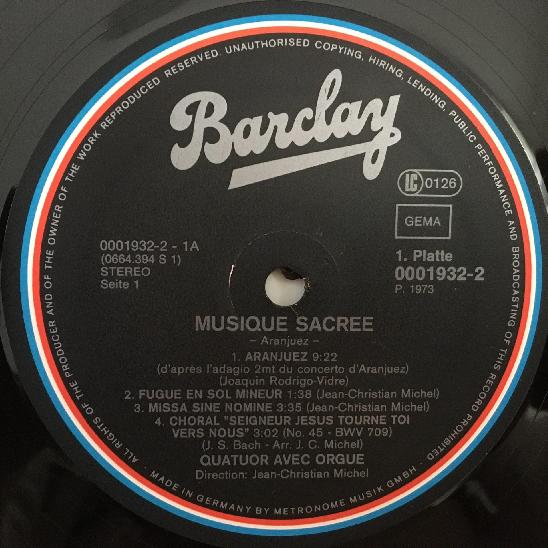 ALL RIGHTS OF THE PRODUCER AND OF THE OWNER OF THE WORK REPRODUCED RESERVED. UNAUTHORISED COPYING, HIRING, LENDING, PUBLIC PERFORMANCE AND BROADCASTING OF THIS RECORD PROHIBITED.
Barclay
LC 0126
GEMA
0001932-2 - 1A
(0664.394 S 1)
STEREO
Seite 1
1. Platte
0001932-2
P. 1973
MUSIQUE SACREE
– Aranjuez –
1. ARANJUEZ 9:22
(d'après l'adagio 2mt du concerto d'Aranjuez)
(Joaquin Rodrigo-Vidre)
2. FUGUE EN SOL MINEUR 1:38 (Jean-Christian Michel)
3. MISSA SINE NOMINE 3:35 (Jean-Christian Michel)
4. CHORAL "SEIGNEUR JESUS TOURNE TOI
VERS NOUS" 3:02 (No. 45 - BWV 709)
(J. S. Bach - Arr. J. C. Michel)
QUATUOR AVEC ORGUE
Direction: Jean-Christian Michel
· MADE IN GERMANY BY METRONOME MUSIK GMBH ·